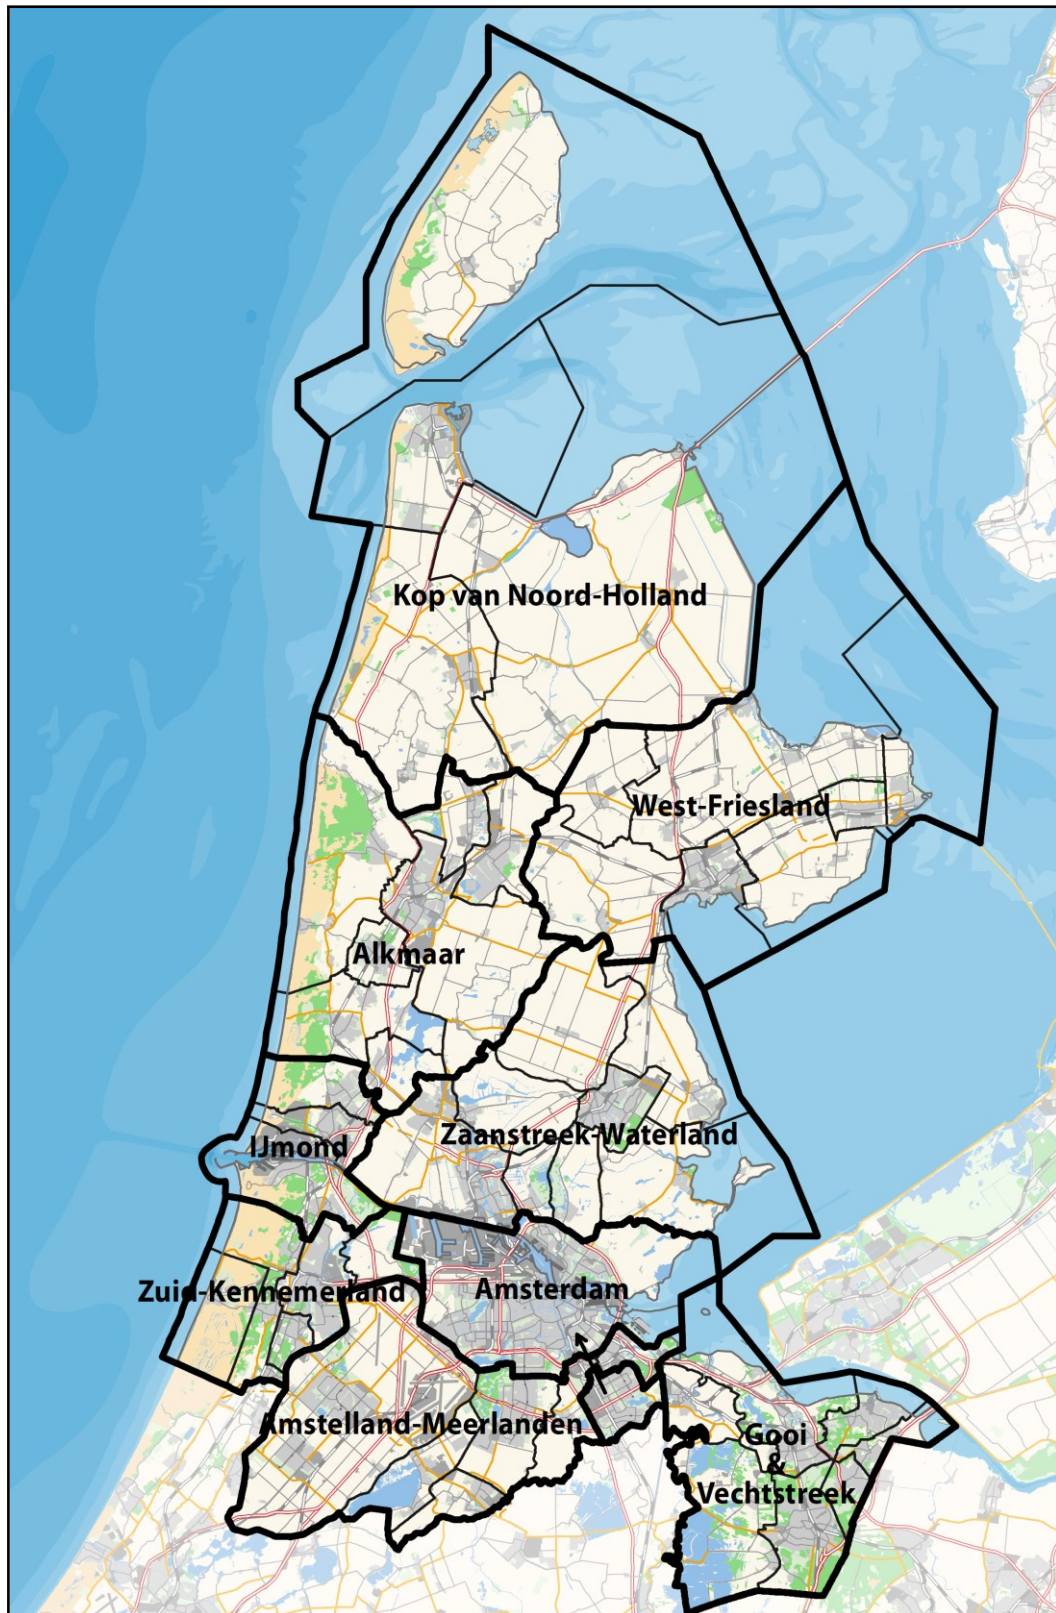 Kop van Noord-Holland
West-Friesland
Alkmaar
Zaanstreek-Waterland
IJmond
Zuid-Kennemerland
Amsterdam
Amstelland-Meerlanden
Gooi
&
Vechtstreek